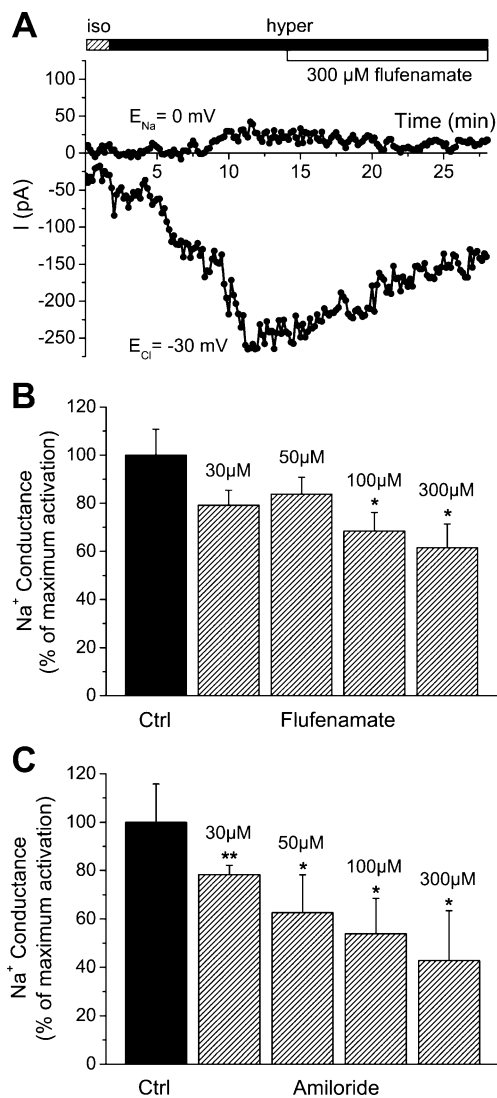 A
iso hyper
300 µM flufenamate
100
75
50
25
0
-50
-100
-150
-200
-250
I (pA)
E_Na = 0 mV
Time (min)
5 10 15 20 25
E_Cl = -30 mV
B
120
100
80
60
40
20
0
Na⁺ Conductance
(% of maximum activation)
30µM 50µM 100µM 300µM
* *
Ctrl Flufenamate
C
120
100
80
60
40
20
0
Na⁺ Conductance
(% of maximum activation)
30µM 50µM 100µM 300µM
** * * *
Ctrl Amiloride